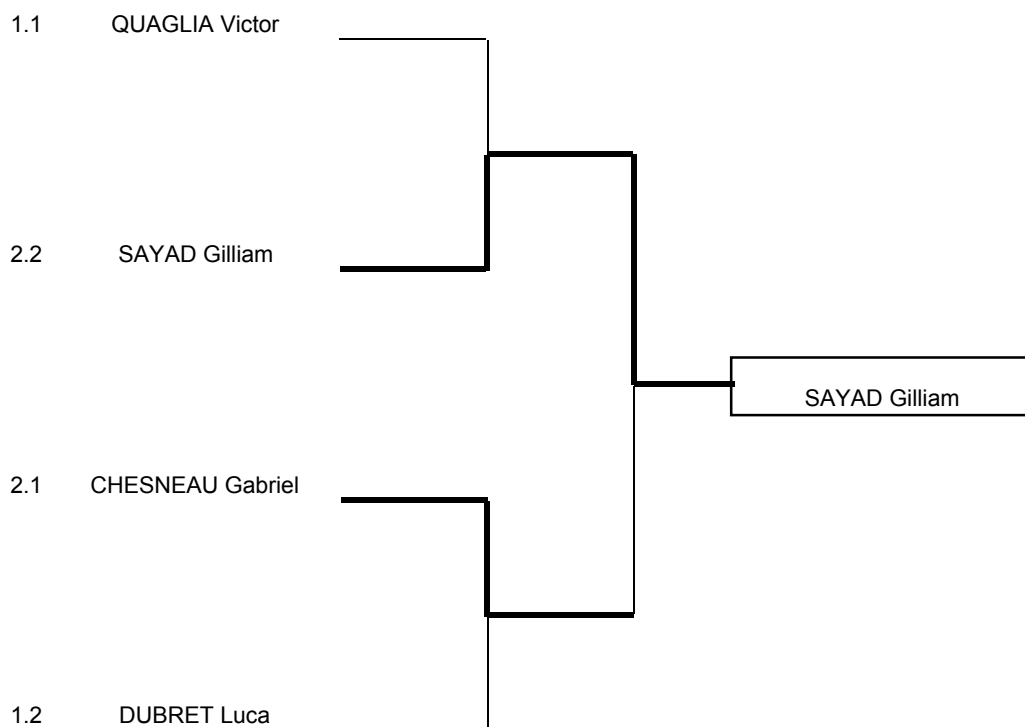 1.1 QUAGLIA Victor
2.2 SAYAD Gilliam
SAYAD Gilliam
2.1 CHESNEAU Gabriel
1.2 DUBRET Luca